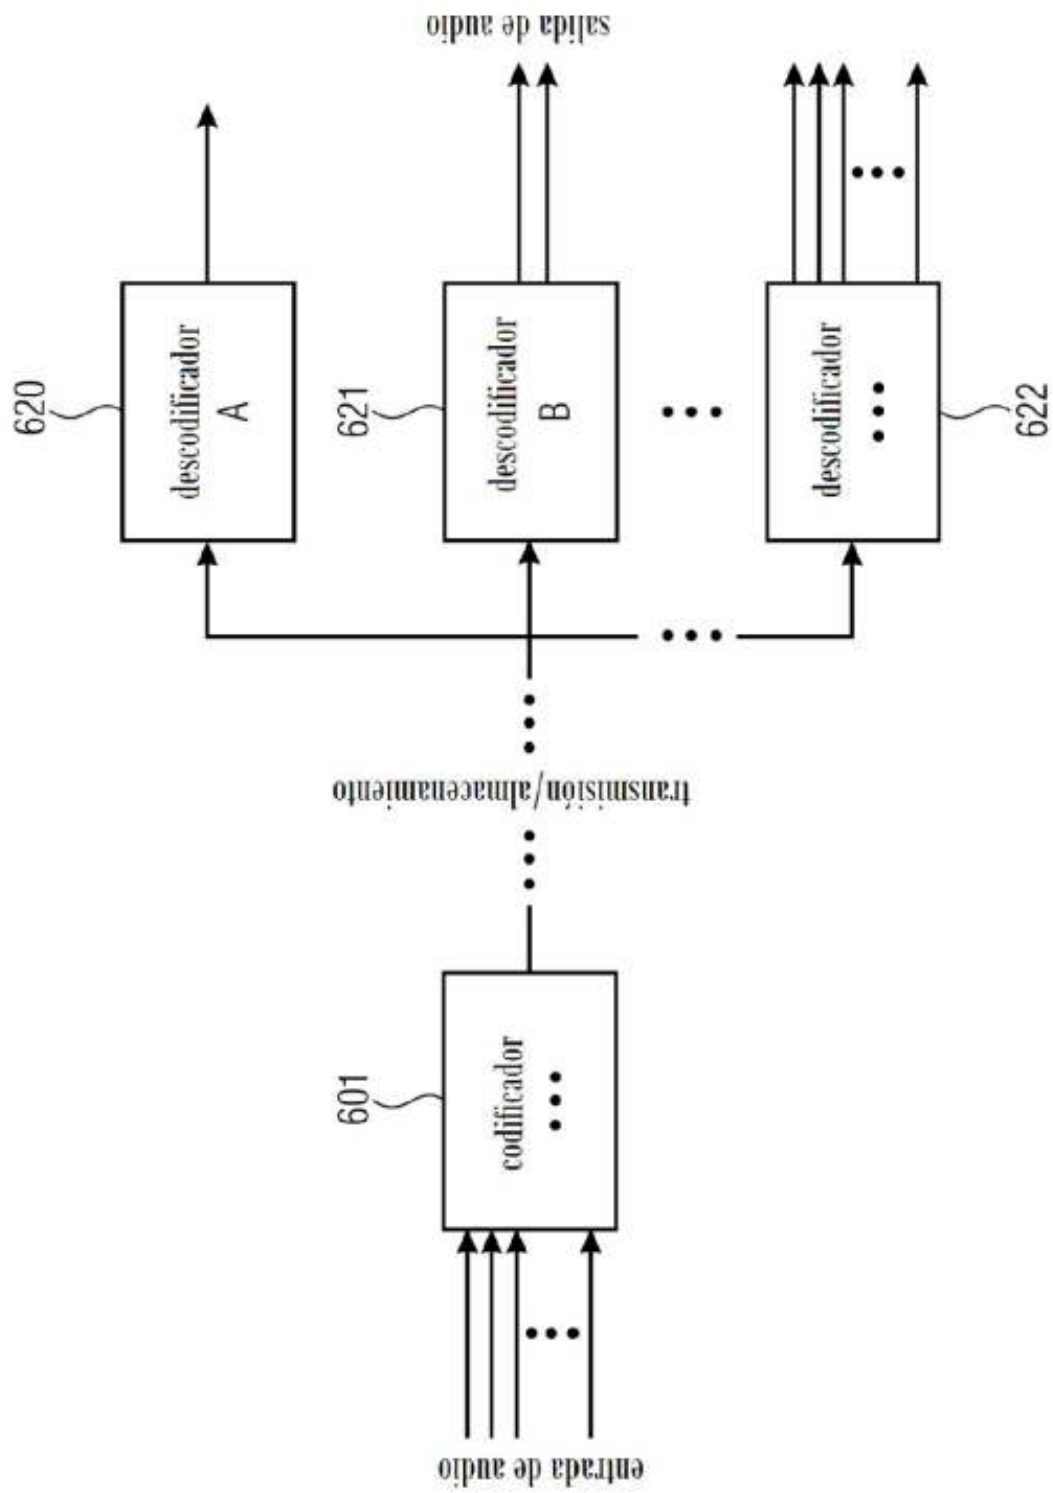 salida de audio
620
descodificador
A
621
descodificador
B
descodificador
622
transmisión/almacenamiento
601
codificador
entrada de audio